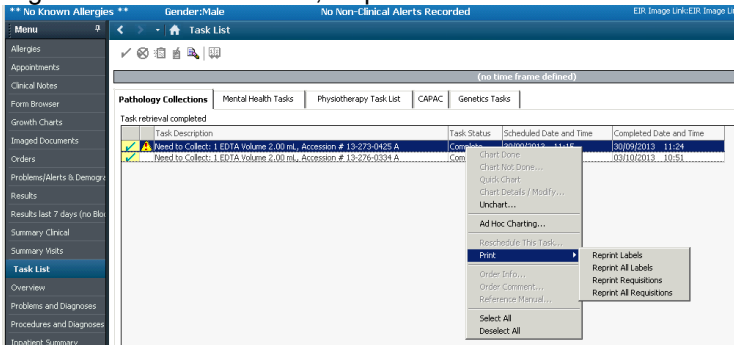 ** No Known Allergies ** Gender:Male No Non-Clinical Alerts Recorded EIR Image Link:EIR Image
Menu
Task List
Allergies
Appointments
Clinical Notes
Form Browser
Growth Charts
Imaged Documents
Orders
Problems/Alerts & Demogra
Results
Results last 7 days (no Blo
Summary Clinical
Summary Visits
Task List
Overview
Problems and Diagnoses
Procedures and Diagnoses
Inpatient Summary
(no time frame defined)
Pathology Collections Mental Health Tasks Physiotherapy Task List CAPAC Genetics Tasks
Task retrieval completed
Task Description Task Status Scheduled Date and Time Completed Date and Time
Need to Collect: 1 EDTA Volume 2.00 mL, Accession # 13-273-0425 A Complete 30/09/2013 11:15 30/09/2013 11:24
Need to Collect: 1 EDTA Volume 2.00 mL, Accession # 13-276-0334 A Com 03/10/2013 10:51
Chart Done
Chart Not Done...
Quick Chart
Chart Details / Modify...
Unchart...
Ad Hoc Charting...
Reschedule This Task...
Print
Order Info...
Order Comment...
Reference Manual...
Select All
Deselect All
Reprint Labels
Reprint All Labels
Reprint Requisitions
Reprint All Requisitions